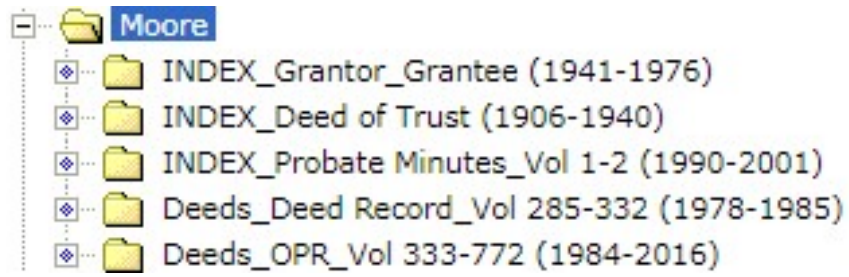 Moore
INDEX_Grantor_Grantee (1941-1976)
INDEX_Deed of Trust (1906-1940)
INDEX_Probate Minutes_Vol 1-2 (1990-2001)
Deeds_Deed Record_Vol 285-332 (1978-1985)
Deeds_OPR_Vol 333-772 (1984-2016)